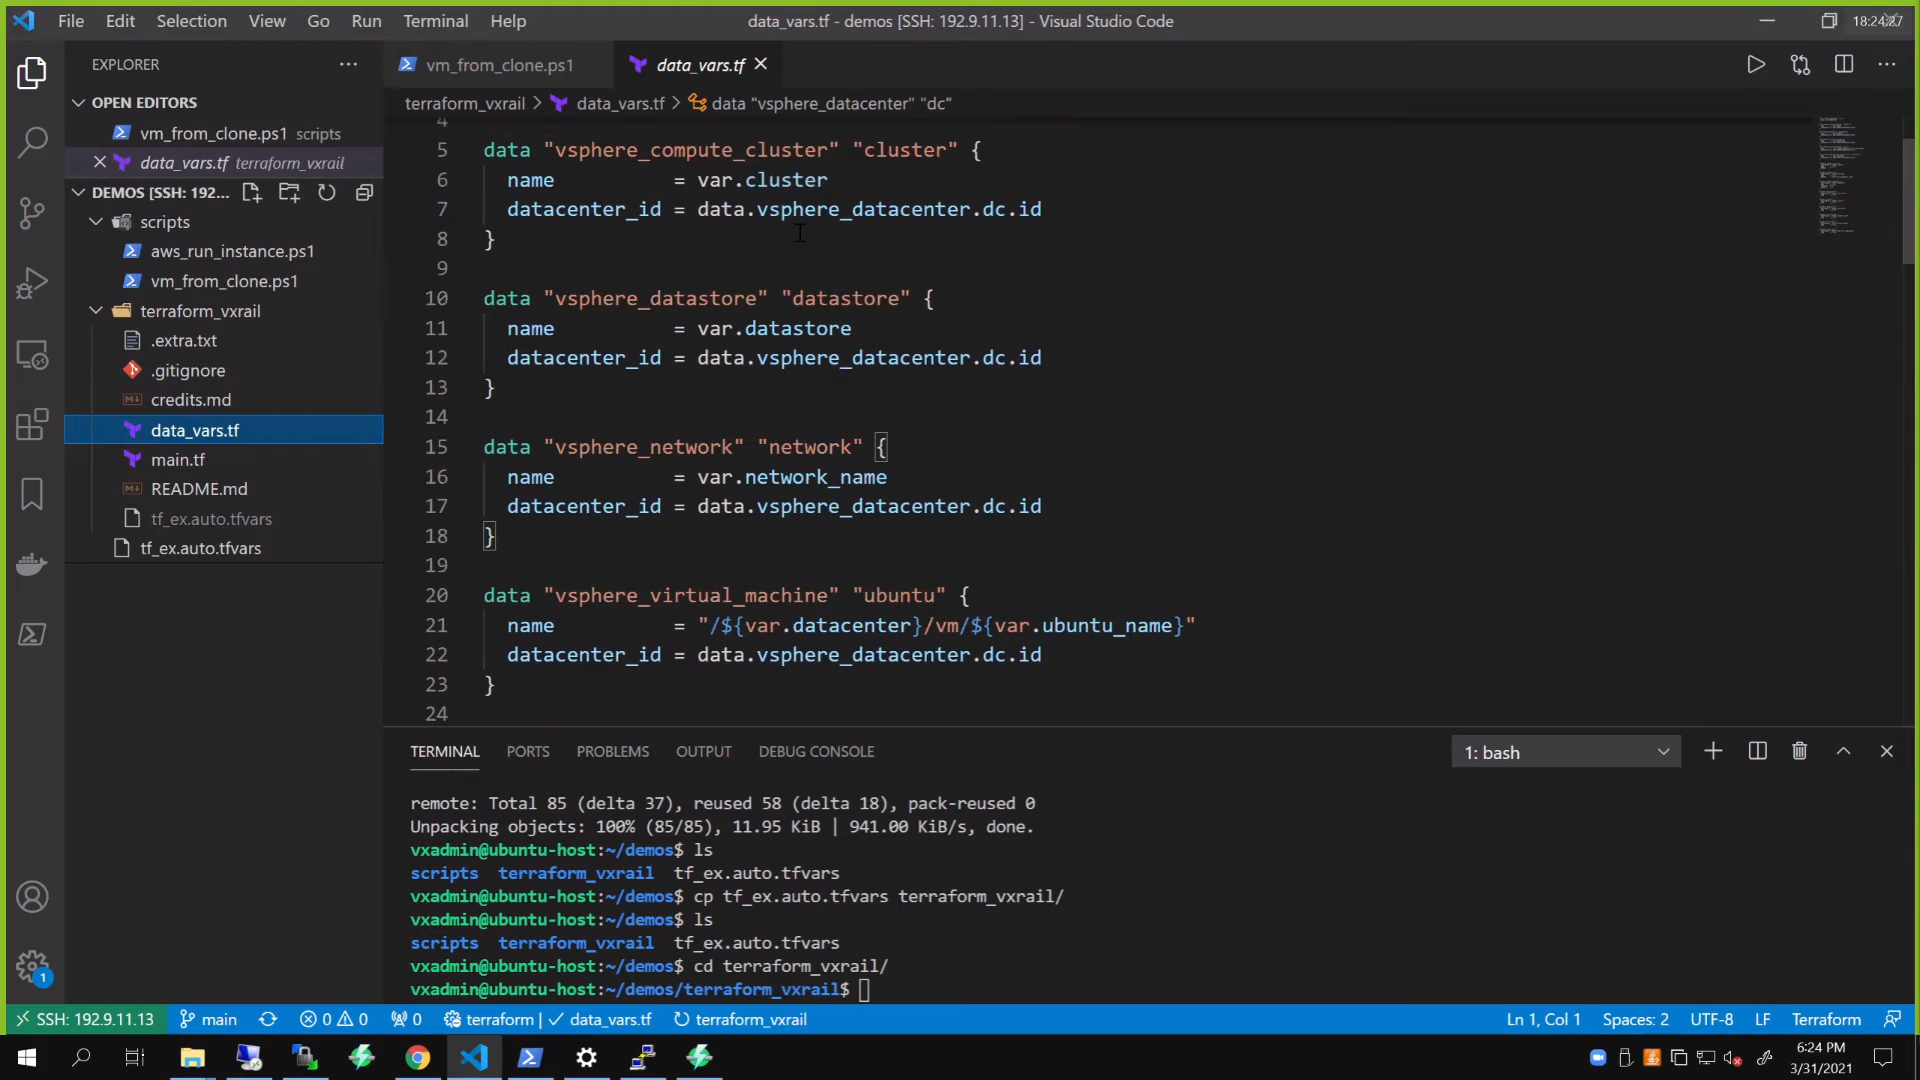 File Edit Selection View Go Run Terminal Help
data_vars.tf - demos [SSH: 192.9.11.13] - Visual Studio Code
18:24:27
EXPLORER
OPEN EDITORS
vm_from_clone.ps1 scripts
data_vars.tf terraform_vxrail
DEMOS [SSH: 192...
scripts
aws_run_instance.ps1
vm_from_clone.ps1
terraform_vxrail
.extra.txt
.gitignore
credits.md
data_vars.tf
main.tf
README.md
tf_ex.auto.tfvars
tf_ex.auto.tfvars
vm_from_clone.ps1
data_vars.tf
terraform_vxrail > data_vars.tf > data "vsphere_datacenter" "dc"
4
5 data "vsphere_compute_cluster" "cluster" {
6 name = var.cluster
7 datacenter_id = data.vsphere_datacenter.dc.id
8 }
9
10 data "vsphere_datastore" "datastore" {
11 name = var.datastore
12 datacenter_id = data.vsphere_datacenter.dc.id
13 }
14
15 data "vsphere_network" "network" {
16 name = var.network_name
17 datacenter_id = data.vsphere_datacenter.dc.id
18 }
19
20 data "vsphere_virtual_machine" "ubuntu" {
21 name = "/${var.datacenter}/vm/${var.ubuntu_name}"
22 datacenter_id = data.vsphere_datacenter.dc.id
23 }
24
TERMINAL PORTS PROBLEMS OUTPUT DEBUG CONSOLE
1: bash
remote: Total 85 (delta 37), reused 58 (delta 18), pack-reused 0
Unpacking objects: 100% (85/85), 11.95 KiB | 941.00 KiB/s, done.
vxadmin@ubuntu-host:~/demos$ ls
scripts terraform_vxrail tf_ex.auto.tfvars
vxadmin@ubuntu-host:~/demos$ cp tf_ex.auto.tfvars terraform_vxrail/
vxadmin@ubuntu-host:~/demos$ ls
scripts terraform_vxrail tf_ex.auto.tfvars
vxadmin@ubuntu-host:~/demos$ cd terraform_vxrail/
vxadmin@ubuntu-host:~/demos/terraform_vxrail$
1
SSH: 192.9.11.13 main 0 0 0 terraform | ✓ data_vars.tf terraform_vxrail
Ln 1, Col 1 Spaces: 2 UTF-8 LF Terraform
6:24 PM
3/31/2021